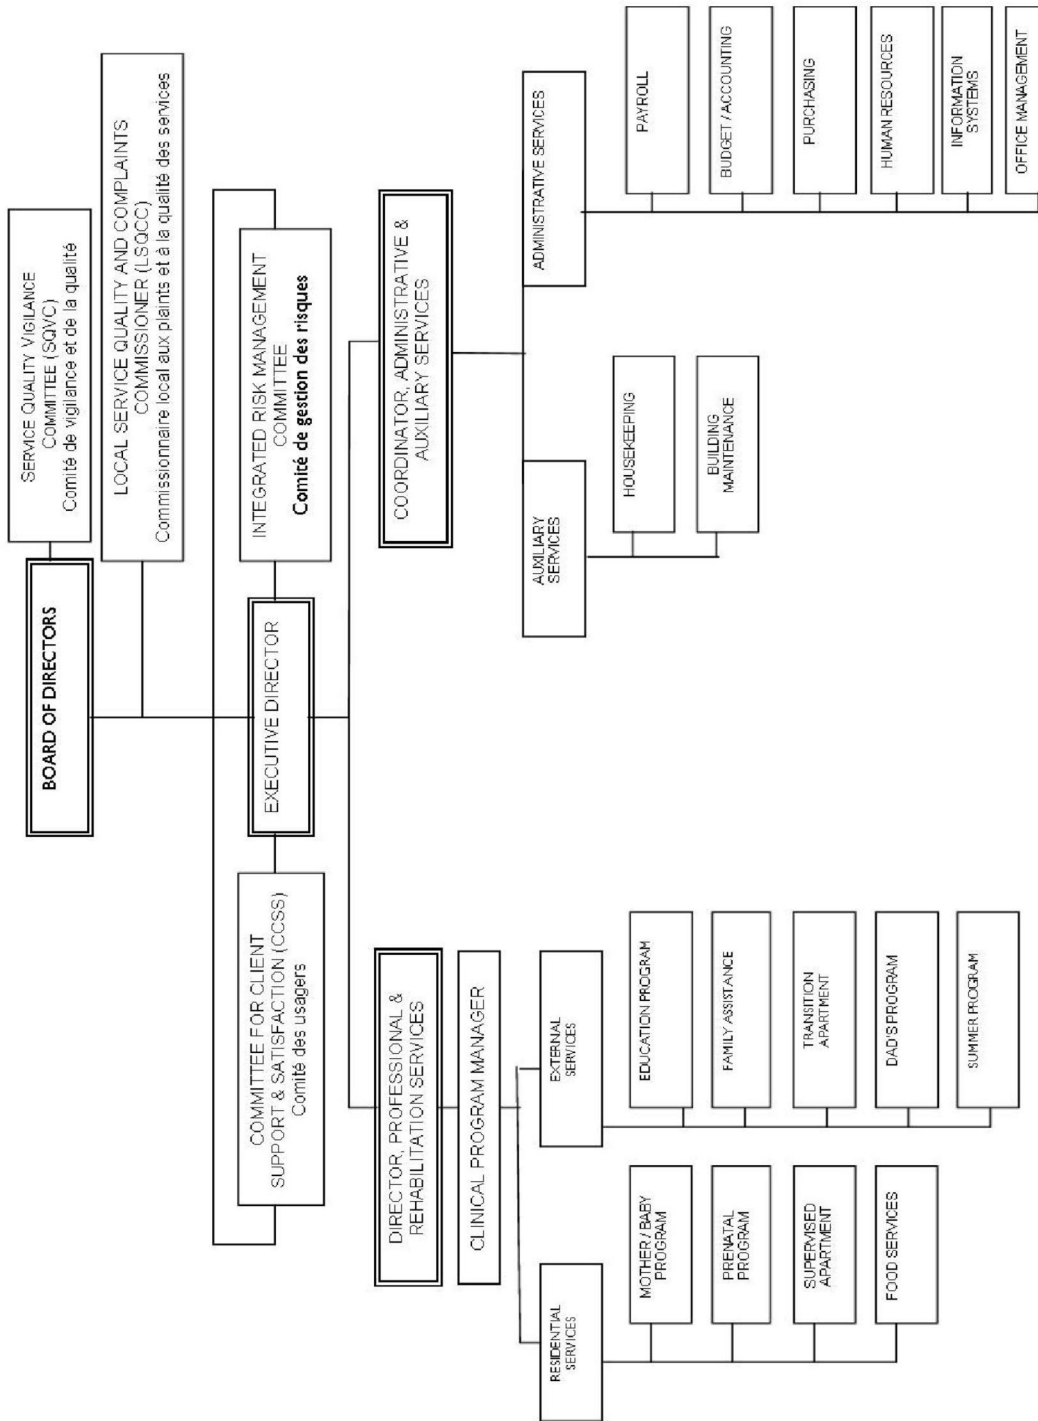 SERVICE QUALITY VIGILANCE
COMMITTEE (SQVC)
Comité de vigilance et de la qualité
BOARD OF DIRECTORS
LOCAL SERVICE QUALITY AND COMPLAINTS
COMMISSIONER (LSQCC)
Commissionnaire local aux plaints et à la qualité des services
COMMITTEE FOR CLIENT
SUPPORT & SATISFACTION (CCSS)
Comité des usagers
EXECUTIVE DIRECTOR
INTEGRATED RISK MANAGEMENT
COMMITTEE
Comité de gestion des risques
DIRECTOR, PROFESSIONAL &
REHABILITATION SERVICES
COORDINATOR, ADMINISTRATIVE &
AUXILIARY SERVICES
CLINICAL PROGRAM MANAGER
RESIDENTIAL
SERVICES
EXTERNAL
SERVICES
AUXILIARY
SERVICES
ADMINISTRATIVE SERVICES
MOTHER / BABY
PROGRAM
PRENATAL
PROGRAM
SUPERVISED
APARTMENT
FOOD SERVICES
EDUCATION PROGRAM
FAMILY ASSISTANCE
TRANSITION
APARTMENT
DAD'S PROGRAM
SUMMER PROGRAM
HOUSEKEEPING
BUILDING
MAINTENANCE
PAYROLL
BUDGET / ACCOUNTING
PURCHASING
HUMAN RESOURCES
INFORMATION
SYSTEMS
OFFICE MANAGEMENT